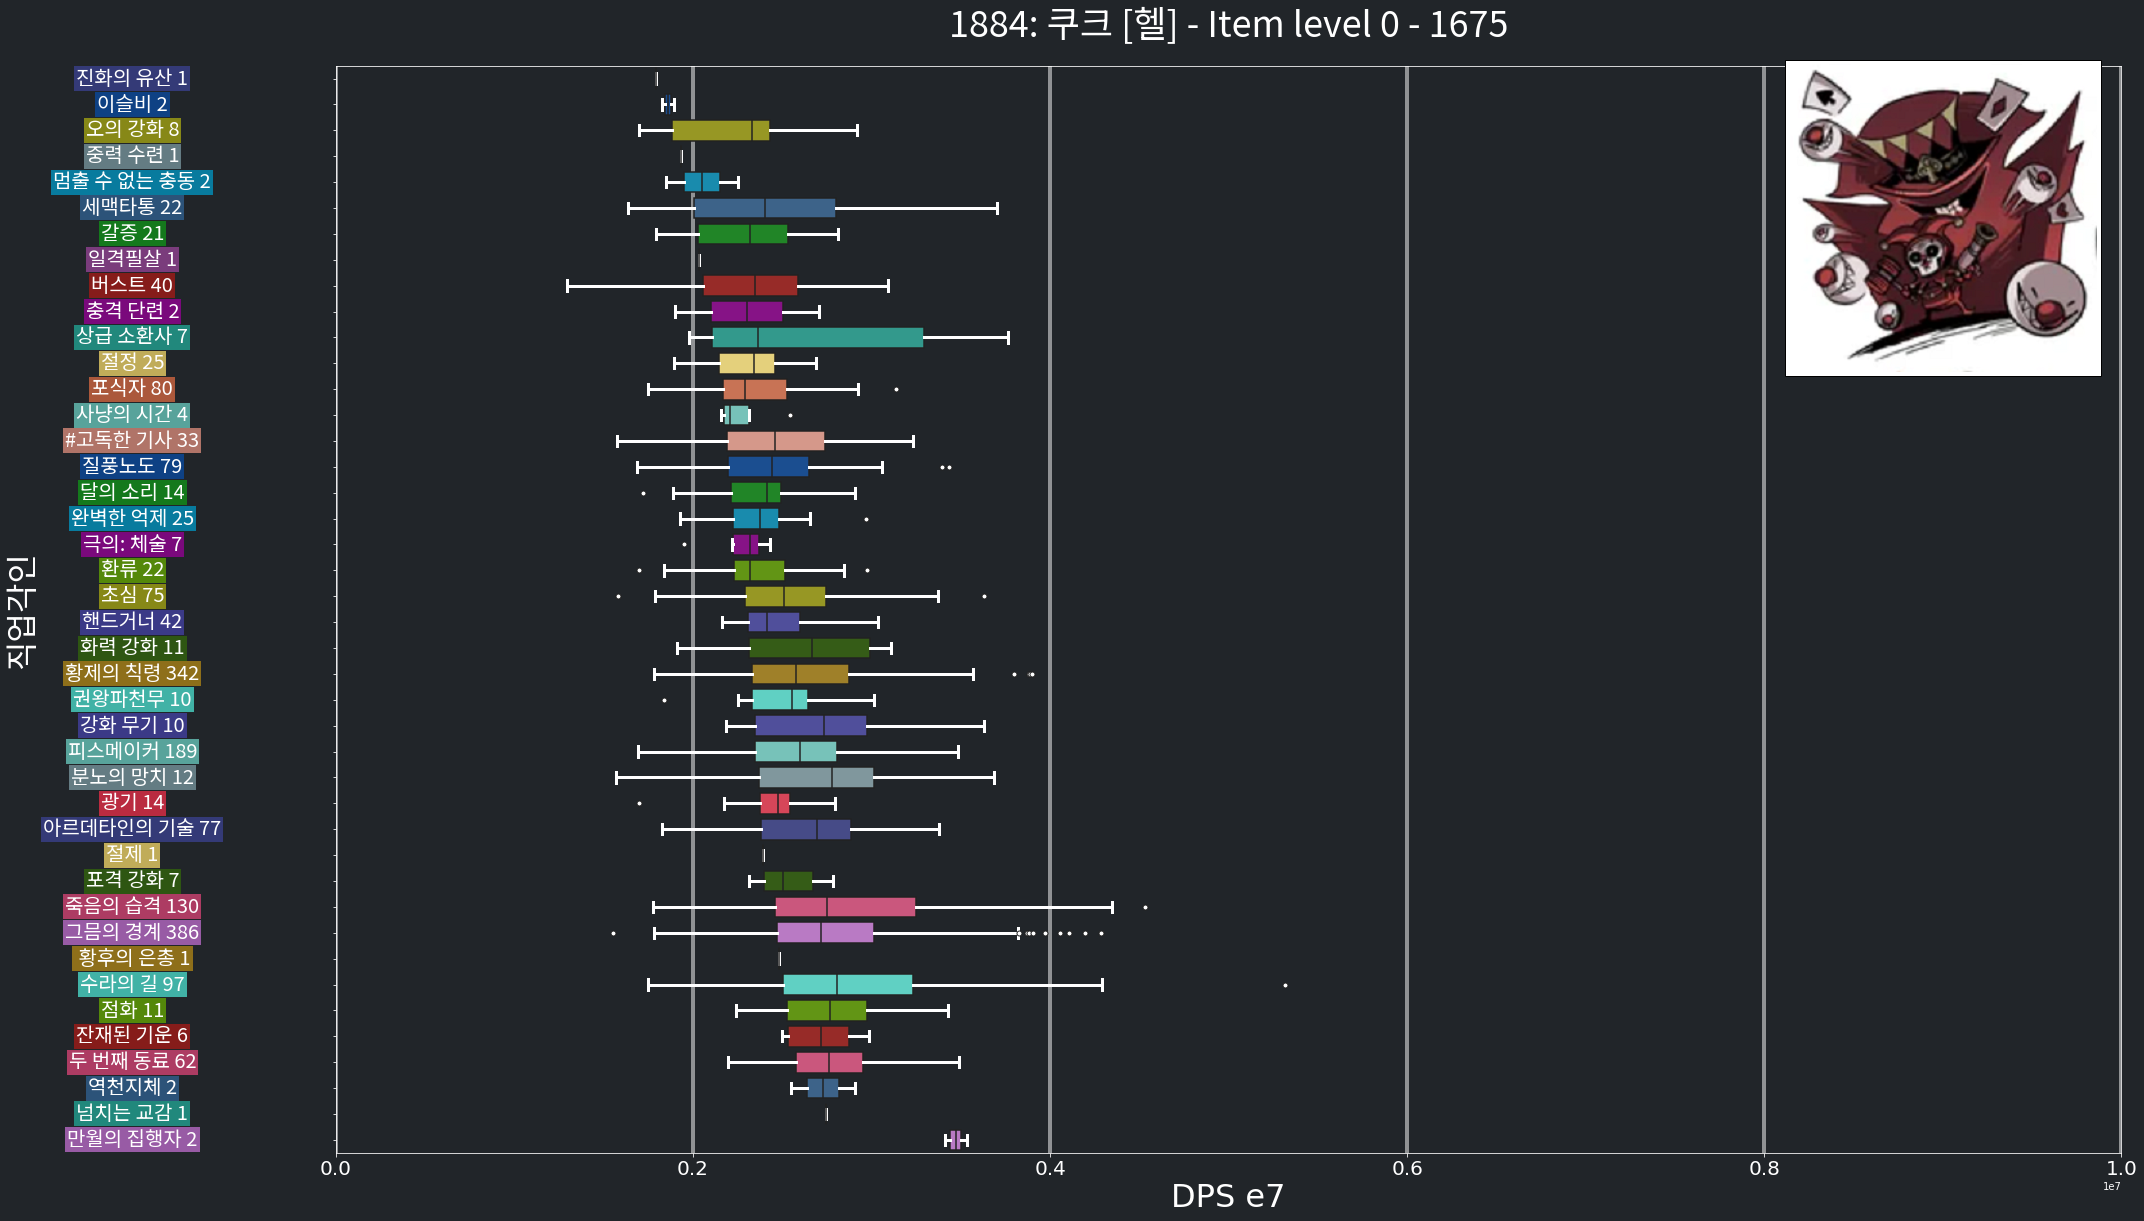 1884: 쿠크 [헬] - Item level 0 - 1675
진화의 유산 1
이슬비 2
오의 강화 8
중력 수련 1
멈출 수 없는 충동 2
세맥타통 22
갈증 21
일격필살 1
버스트 40
충격 단련 2
상급 소환사 7
절정 25
포식자 80
사냥의 시간 4
#고독한 기사 33
질풍노도 79
달의 소리 14
완벽한 억제 25
극의: 체술 7
환류 22
초심 75
핸드거너 42
화력 강화 11
황제의 칙령 342
권왕파천무 10
강화 무기 10
피스메이커 189
분노의 망치 12
광기 14
아르데타인의 기술 77
절제 1
포격 강화 7
죽음의 습격 130
그믐의 경계 386
황후의 은총 1
수라의 길 97
점화 11
잔재된 기운 6
두 번째 동료 62
역천지체 2
넘치는 교감 1
만월의 집행자 2
직업각인
0.0 0.2 0.4 0.6 0.8 1.0
1e7
DPS e7